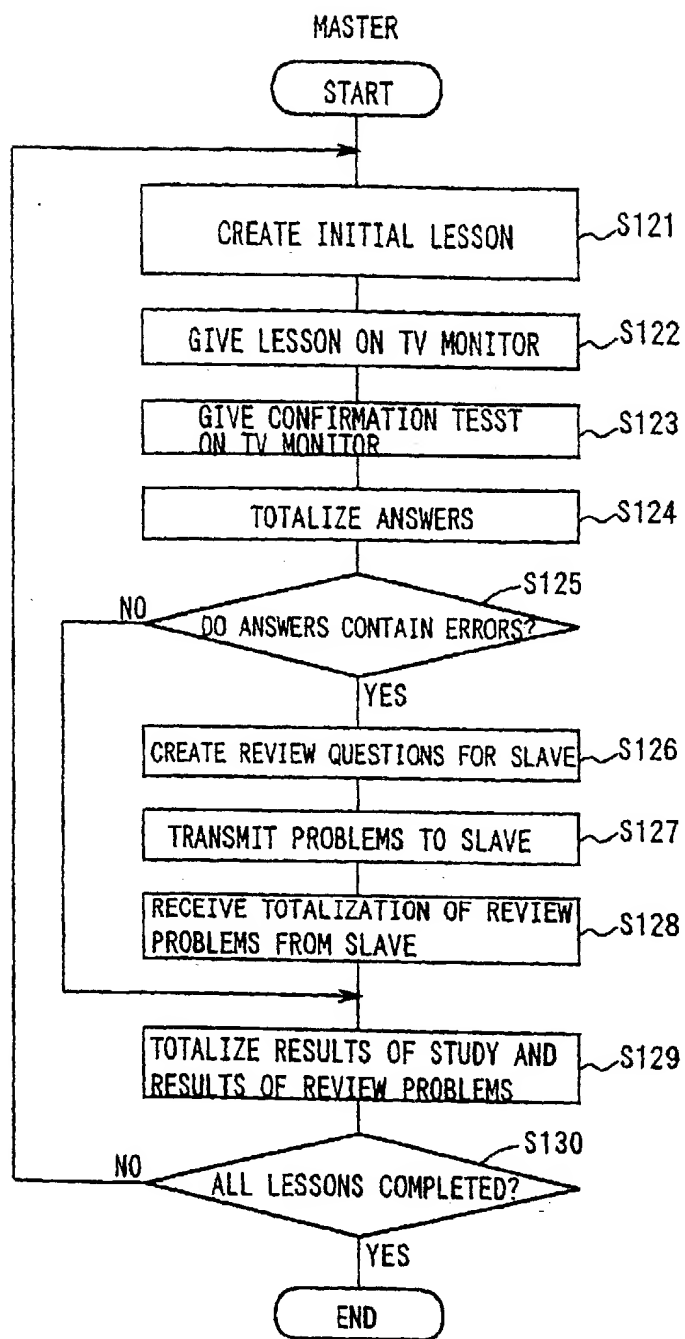 MASTER
START
CREATE INITIAL LESSON
S121
GIVE LESSON ON TV MONITOR
S122
GIVE CONFIRMATION TESST
ON TV MONITOR
S123
TOTALIZE ANSWERS
S124
S125
NO
DO ANSWERS CONTAIN ERRORS?
YES
CREATE REVIEW QUESTIONS FOR SLAVE
S126
TRANSMIT PROBLEMS TO SLAVE
S127
RECEIVE TOTALIZATION OF REVIEW
PROBLEMS FROM SLAVE
S128
TOTALIZE RESULTS OF STUDY AND
RESULTS OF REVIEW PROBLEMS
S129
S130
NO
ALL LESSONS COMPLETED?
YES
END